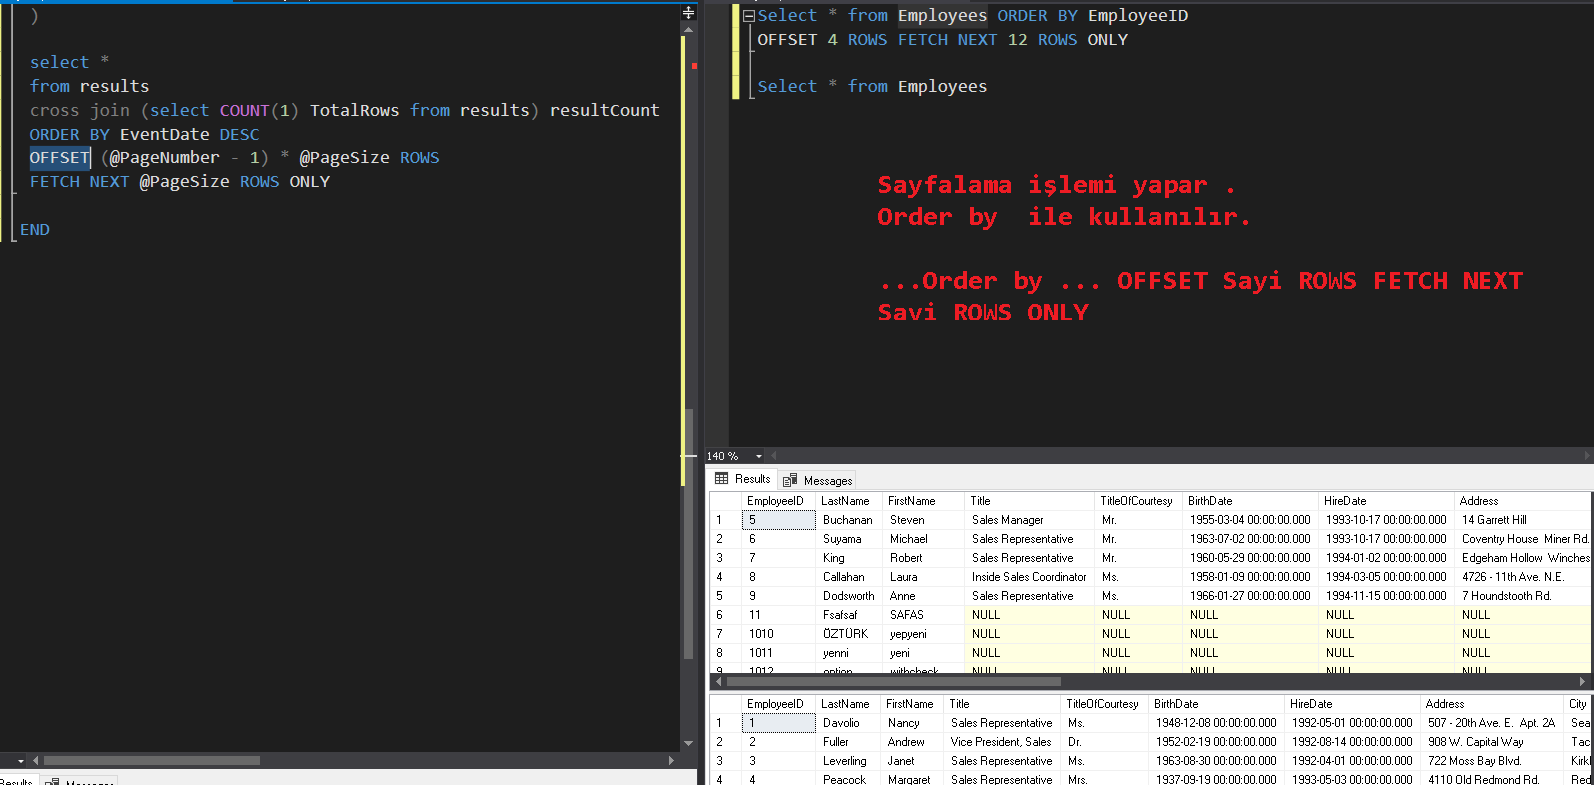 )
select *
from results
cross join (select COUNT(1) TotalRows from results) resultCount
ORDER BY EventDate DESC
OFFSET (@PageNumber - 1) * @PageSize ROWS
FETCH NEXT @PageSize ROWS ONLY
END
Select * from Employees ORDER BY EmployeeID
OFFSET 4 ROWS FETCH NEXT 12 ROWS ONLY
Select * from Employees
Sayfalama işlemi yapar .
Order by ile kullanılır.
...Order by ... OFFSET Sayi ROWS FETCH NEXT
Sayi ROWS ONLY
140 %
Results Messages
EmployeeID LastName FirstName Title TitleOfCourtesy BirthDate HireDate Address
1 5 Buchanan Steven Sales Manager Mr. 1955-03-04 00:00:00.000 1993-10-17 00:00:00.000 14 Garrett Hill
2 6 Suyama Michael Sales Representative Mr. 1963-07-02 00:00:00.000 1993-10-17 00:00:00.000 Coventry House Miner Rd.
3 7 King Robert Sales Representative Mr. 1960-05-29 00:00:00.000 1994-01-02 00:00:00.000 Edgeham Hollow Winches
4 8 Callahan Laura Inside Sales Coordinator Ms. 1958-01-09 00:00:00.000 1994-03-05 00:00:00.000 4726 - 11th Ave. N.E.
5 9 Dodsworth Anne Sales Representative Ms. 1966-01-27 00:00:00.000 1994-11-15 00:00:00.000 7 Houndstooth Rd.
6 11 Fsafsaf SAFAS NULL NULL NULL NULL NULL
7 1010 ÖZTÜRK yepyeni NULL NULL NULL NULL NULL
8 1011 yenni yeni NULL NULL NULL NULL NULL
9 1012 option withcheck NULL NULL NULL NULL NULL
EmployeeID LastName FirstName Title TitleOfCourtesy BirthDate HireDate Address City
1 1 Davolio Nancy Sales Representative Ms. 1948-12-08 00:00:00.000 1992-05-01 00:00:00.000 507 - 20th Ave. E. Apt. 2A Sea
2 2 Fuller Andrew Vice President, Sales Dr. 1952-02-19 00:00:00.000 1992-08-14 00:00:00.000 908 W. Capital Way Tac
3 3 Leverling Janet Sales Representative Ms. 1963-08-30 00:00:00.000 1992-04-01 00:00:00.000 722 Moss Bay Blvd. Kirkl
4 4 Peacock Margaret Sales Representative Mrs. 1937-09-19 00:00:00.000 1993-05-03 00:00:00.000 4110 Old Redmond Rd. Red
Results Messages